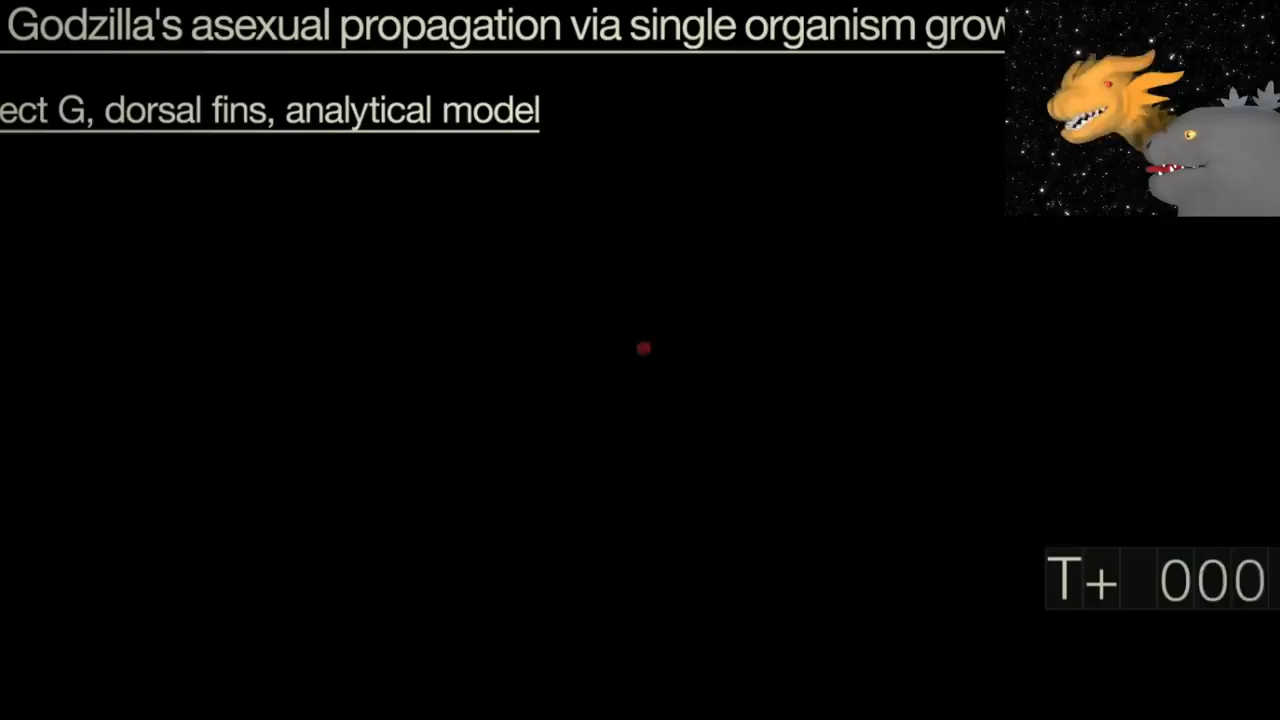 Godzilla's asexual propagation via single organism grow
ect G, dorsal fins, analytical model
T+ 000